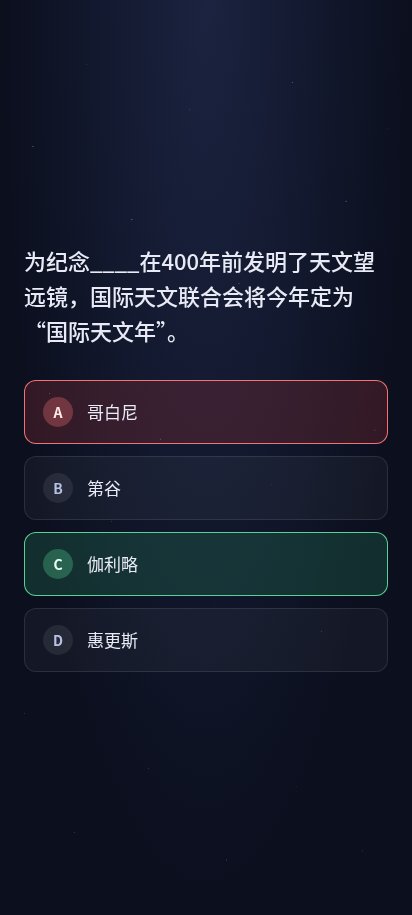 为纪念____在400年前发明了天文望
远镜，国际天文联合会将今年定为
“国际天文年”。
A 哥白尼
B 第谷
C 伽利略
D 惠更斯